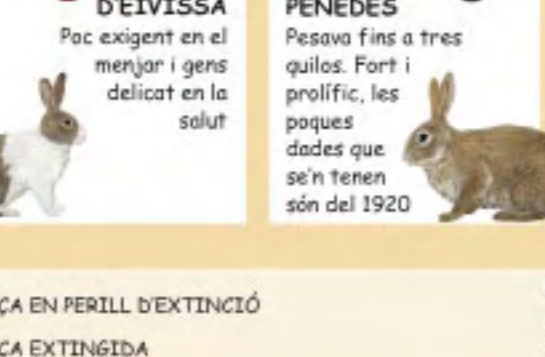 D'EIVISSA
Poc exigent en el
menjar i gens
delicat en la
salut
PENEDÈS
Pesava fins a tres
quilos. Fort i
prolífic, les
poques
dades que
se'n tenen
són del 1920
ÇA EN PERILL D'EXTINCIÓ
ÇA EXTINGIDA